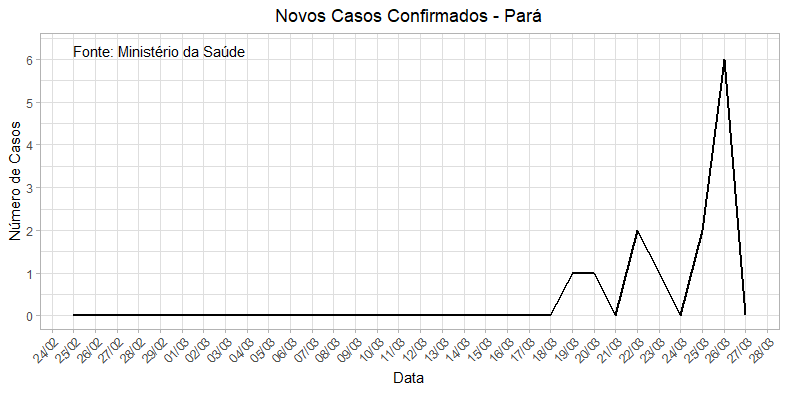 Novos Casos Confirmados - Pará
Fonte: Ministério da Saúde
Número de Casos
6
5
4
3
2
1
0
24/02 25/02 26/02 27/02 28/02 29/02 01/03 02/03 03/03 04/03 05/03 06/03 07/03 08/03 09/03 10/03 11/03 12/03 13/03 14/03 15/03 16/03 17/03 18/03 19/03 20/03 21/03 22/03 23/03 24/03 25/03 26/03 27/03 28/03
Data